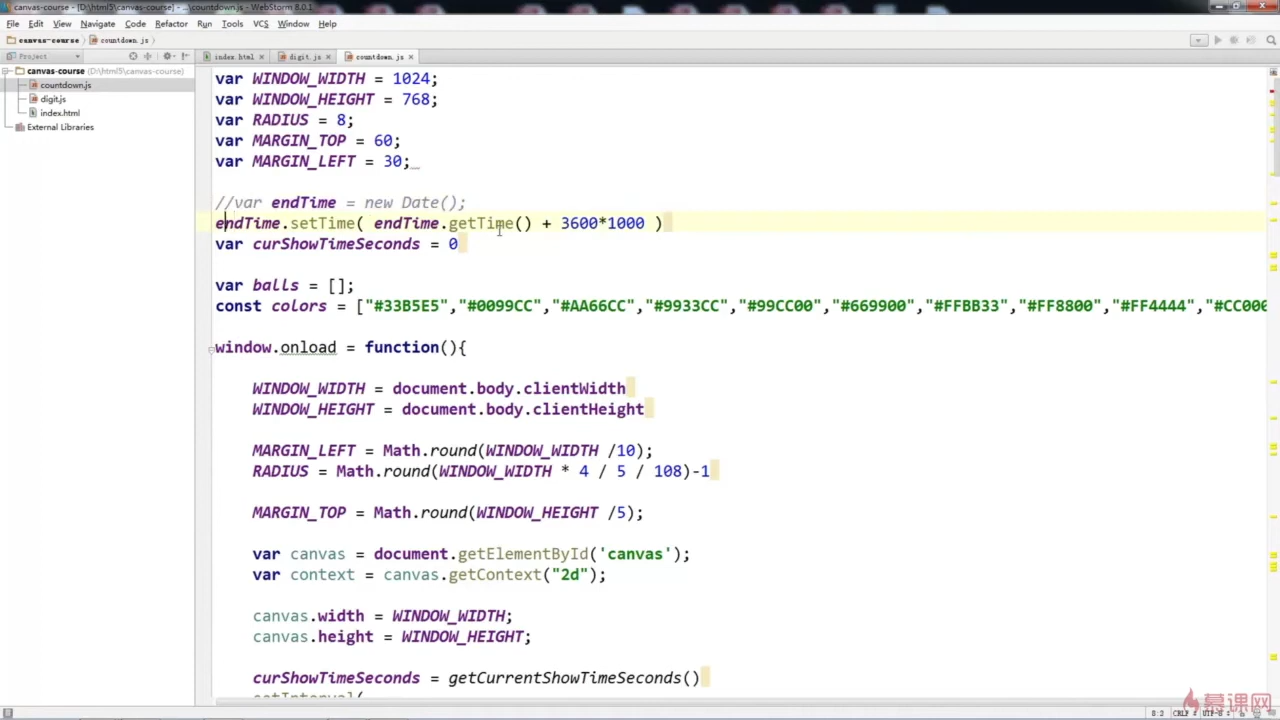 canvas-course - [D:\html5\canvas-course] - ...\countdown.js - WebStorm 8.0.1
File Edit View Navigate Code Refactor Run Tools VCS Window Help
canvas-course countdown.js
Project
index.html digit.js countdown.js
canvas-course (D:\html5\canvas-course)
countdown.js
digit.js
index.html
External Libraries
var WINDOW_WIDTH = 1024;
var WINDOW_HEIGHT = 768;
var RADIUS = 8;
var MARGIN_TOP = 60;
var MARGIN_LEFT = 30;
//var endTime = new Date();
endTime.setTime( endTime.getTime() + 3600*1000 )
var curShowTimeSeconds = 0
var balls = [];
const colors = ["#33B5E5","#0099CC","#AA66CC","#9933CC","#99CC00","#669900","#FFBB33","#FF8800","#FF4444","#CC000
window.onload = function(){
WINDOW_WIDTH = document.body.clientWidth
WINDOW_HEIGHT = document.body.clientHeight
MARGIN_LEFT = Math.round(WINDOW_WIDTH /10);
RADIUS = Math.round(WINDOW_WIDTH * 4 / 5 / 108)-1
MARGIN_TOP = Math.round(WINDOW_HEIGHT /5);
var canvas = document.getElementById('canvas');
var context = canvas.getContext("2d");
canvas.width = WINDOW_WIDTH;
canvas.height = WINDOW_HEIGHT;
curShowTimeSeconds = getCurrentShowTimeSeconds()
setInterval(
8:2 CRLF UTF-8
慕课网